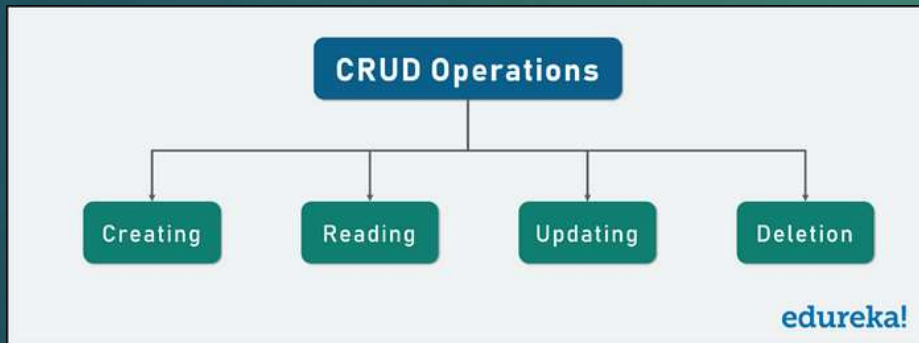 CRUD Operations
Creating
Reading
Updating
Deletion
edureka!